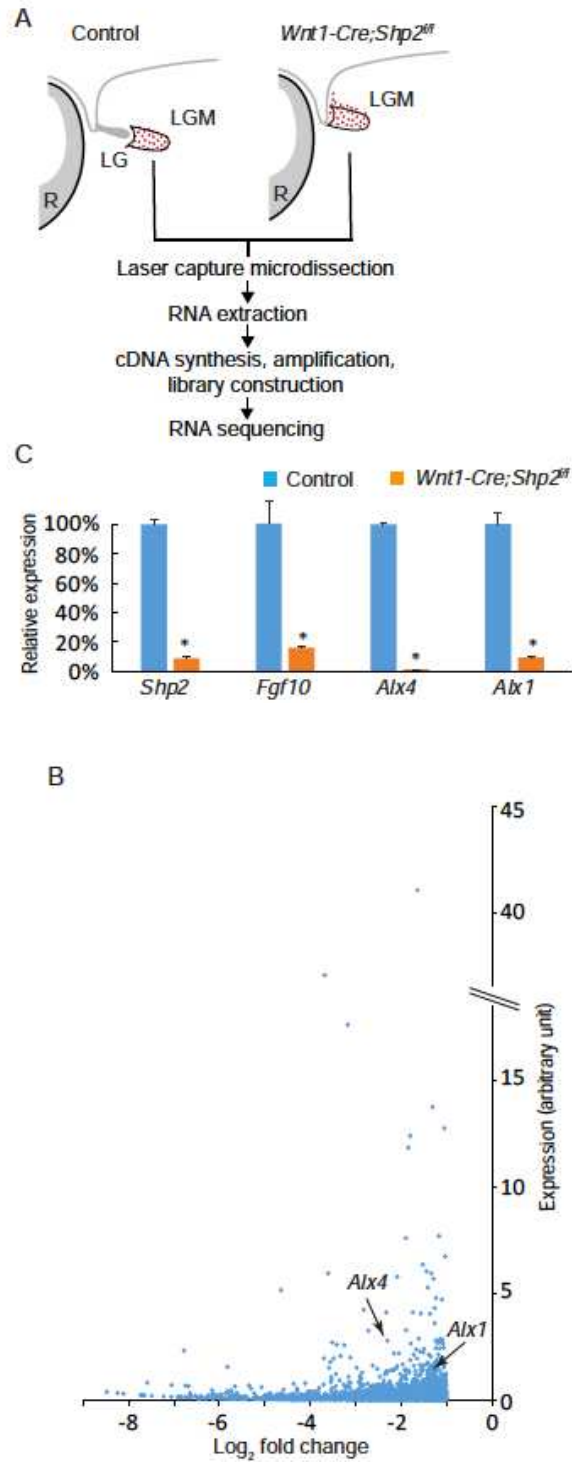 A
Control
Wnt1-Cre;Shp2f/f
LGM
LGM
LG
R
R
Laser capture microdissection
RNA extraction
cDNA synthesis, amplification,
library construction
RNA sequencing
C
Control
Wnt1-Cre;Shp2f/f
Relative expression
100%
80%
60%
40%
20%
0%
*
*
*
*
Shp2
Fgf10
Alx4
Alx1
B
45
40
15
10
5
0
Expression (arbitrary unit)
Alx4
Alx1
-8
-6
-4
-2
0
Log2 fold change